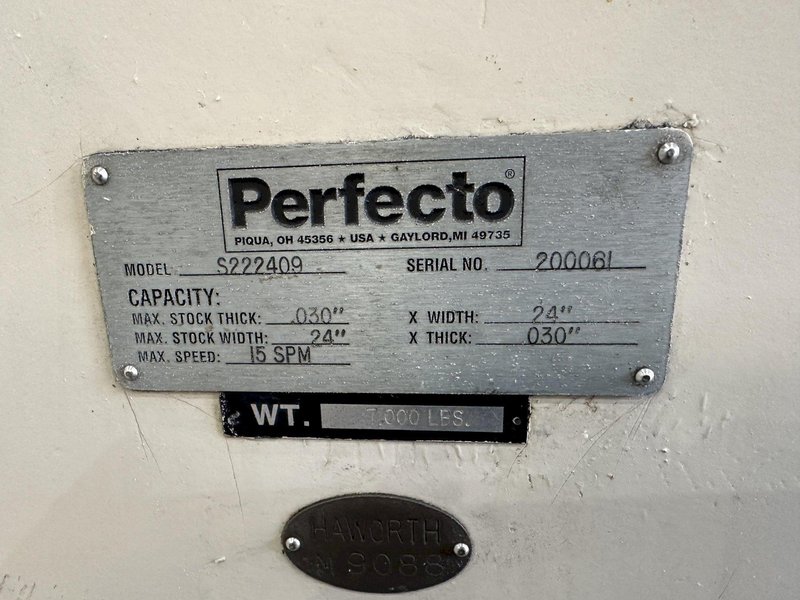 Perfecto®
PIQUA, OH 45356 ★ USA ★ GAYLORD,MI 49735
MODEL S222409 SERIAL NO. 200061
CAPACITY:
MAX. STOCK THICK: .030" X WIDTH: 24"
MAX. STOCK WIDTH: 24" X THICK: .030"
MAX. SPEED: 15 SPM
WT. 7,000 LBS.
HAWORTH
M 9088